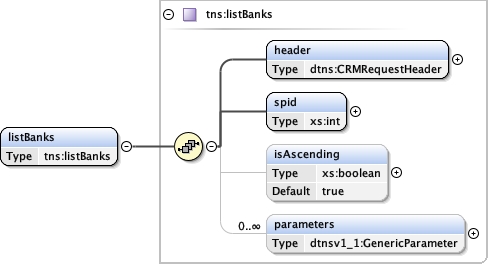 tns:listBanks
header
Type dtns:CRMRequestHeader
spid
Type xs:int
listBanks
Type tns:listBanks
isAscending
Type xs:boolean
Default true
0..∞
parameters
Type dtnsv1_1:GenericParameter